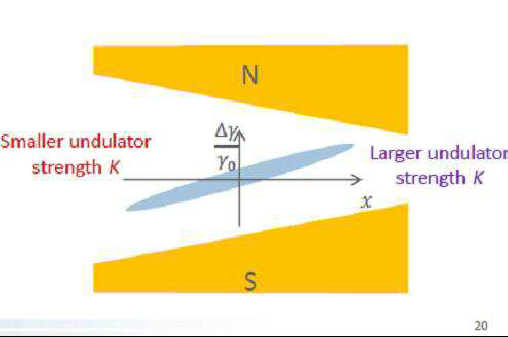 N
Smaller undulator
strength K
Δγ
γ₀
Larger undulator
strength K
x
S
20